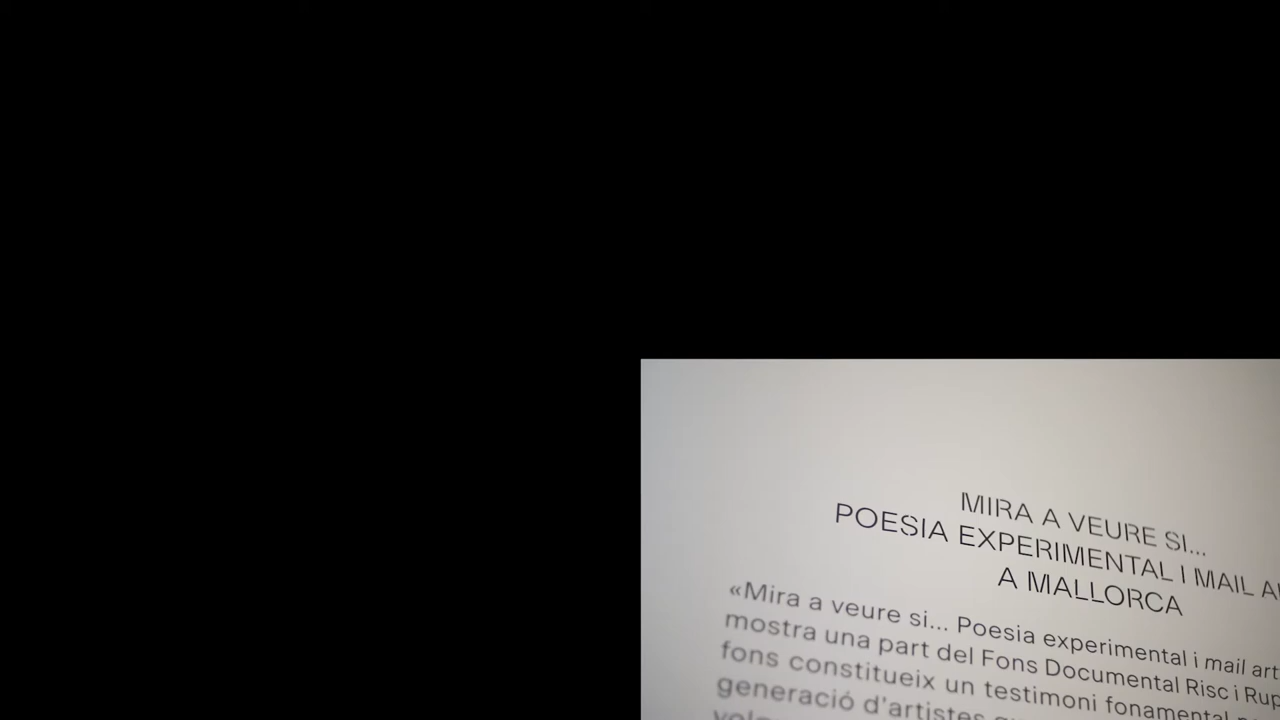 MIRA A VEURE SI...
POESIA EXPERIMENTAL I MAIL
A MALLORCA
«Mira a veure si... Poesia experimental i mail art
mostra una part del Fons Documental Risc i
fons constitueix un testimoni fonamental
generació d'artistes